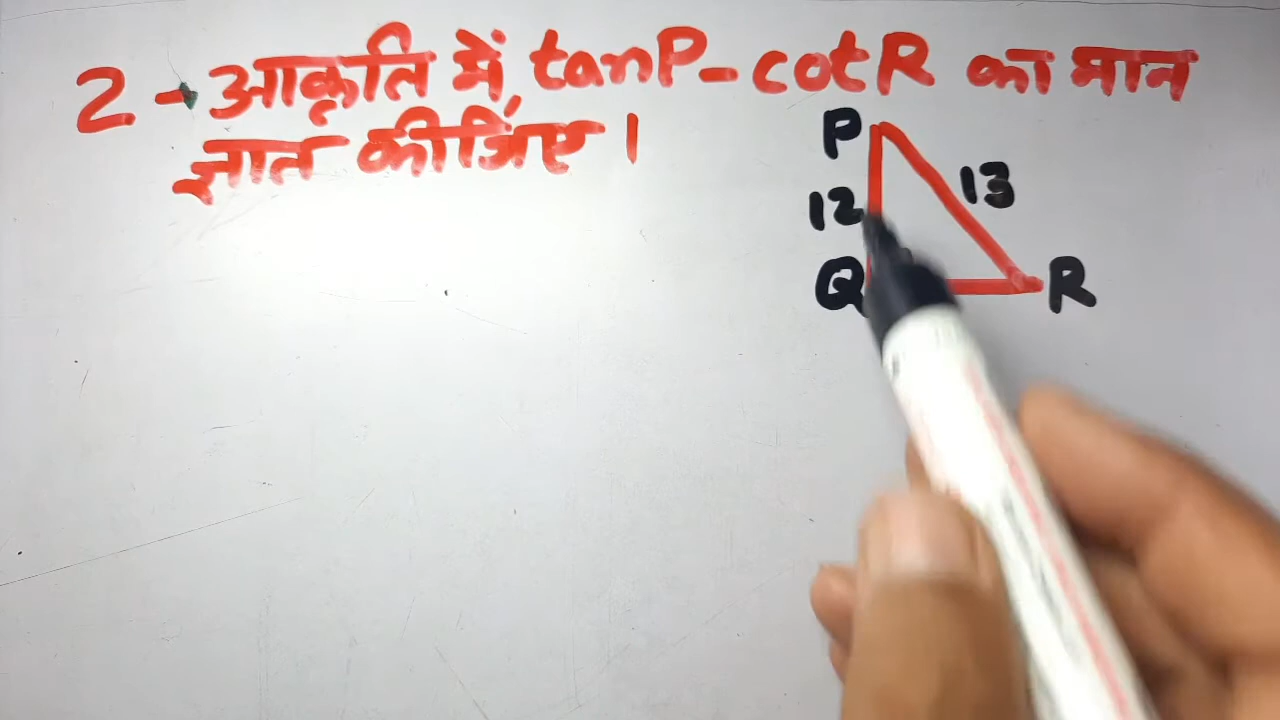 2 - आकृति में, tanP - cotR का मान
ज्ञात कीजिए ।
P
12
13
Q
R